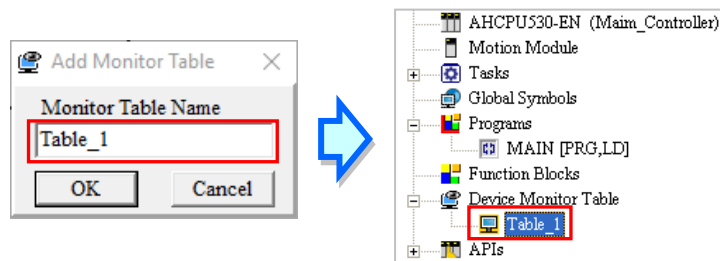 Add Monitor Table
Monitor Table Name
Table_1
OK
Cancel
AHCPU530-EN (Maim_Controller)
Motion Module
Tasks
Global Symbols
Programs
MAIN [PRG,LD]
Function Blocks
Device Monitor Table
Table_1
APIs